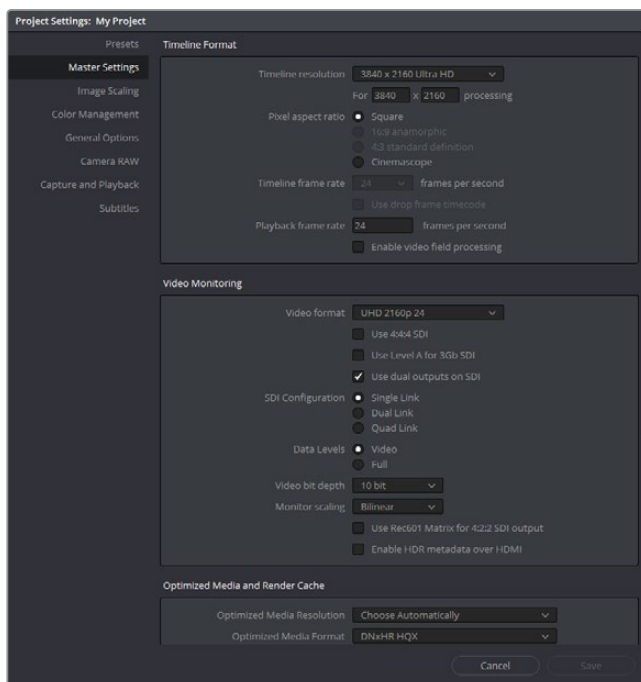 Project Settings: My Project
Presets
Master Settings
Image Scaling
Color Management
General Options
Camera RAW
Capture and Playback
Subtitles
Timeline Format
Timeline resolution 3840 x 2160 Ultra HD
For 3840 x 2160 processing
Pixel aspect ratio Square
16:9 anamorphic
4:3 standard definition
Cinemascope
Timeline frame rate 24 frames per second
Use drop frame timecode
Playback frame rate 24 frames per second
Enable video field processing
Video Monitoring
Video format UHD 2160p 24
Use 4:4:4 SDI
Use Level A for 3Gb SDI
Use dual outputs on SDI
SDI Configuration Single Link
Dual Link
Quad Link
Data Levels Video
Full
Video bit depth 10 bit
Monitor scaling Bilinear
Use Rec601 Matrix for 4:2:2 SDI output
Enable HDR metadata over HDMI
Optimized Media and Render Cache
Optimized Media Resolution Choose Automatically
Optimized Media Format DNxHR HQX
Cancel Save